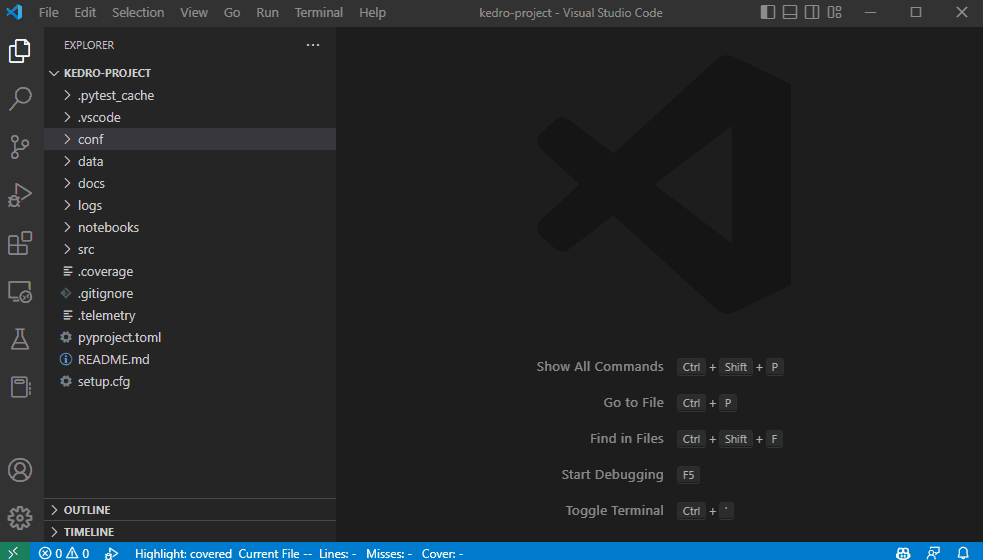 File Edit Selection View Go Run Terminal Help kedro-project - Visual Studio Code
EXPLORER ...
KEDRO-PROJECT
.pytest_cache
.vscode
conf
data
docs
logs
notebooks
src
.coverage
.gitignore
.telemetry
pyproject.toml
README.md
setup.cfg
Show All Commands Ctrl + Shift + P
Go to File Ctrl + P
Find in Files Ctrl + Shift + F
Start Debugging F5
Toggle Terminal Ctrl + `
OUTLINE
TIMELINE
0 0 Highlight: covered Current File -- Lines: - Misses: - Cover: -